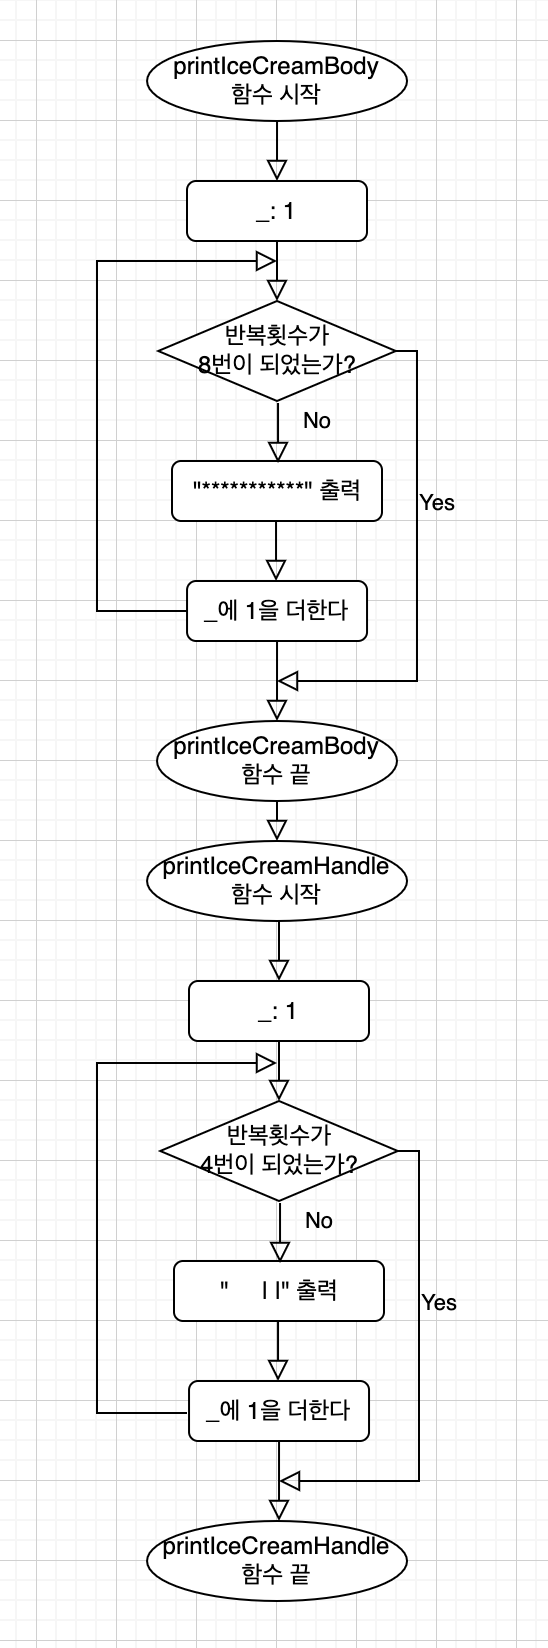 printIceCreamBody
함수 시작
_: 1
반복횟수가
8번이 되었는가?
No
"***********" 출력
Yes
_에 1을 더한다
printIceCreamBody
함수 끝
printIceCreamHandle
함수 시작
_: 1
반복횟수가
4번이 되었는가?
No
"     | |" 출력
Yes
_에 1을 더한다
printIceCreamHandle
함수 끝